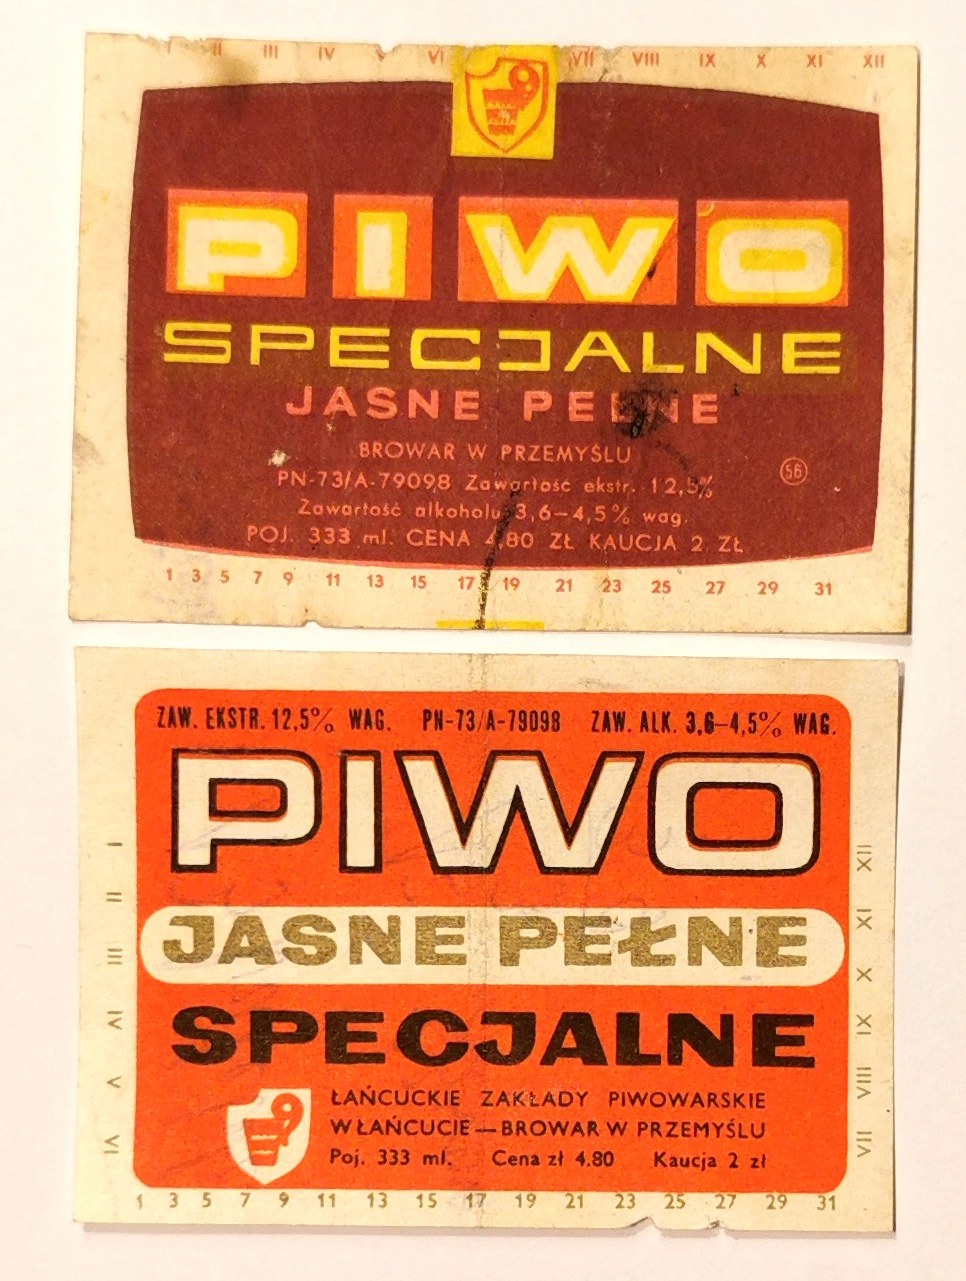 I II III IV V VI VII VIII IX X XI XII
PIWO
SPECJALNE
JASNE PEŁNE
BROWAR W PRZEMYŚLU
PN-73/A-79098 Zawartość ekstr. 12,5%
56
Zawartość alkoholu 3,6–4,5% wag.
POJ. 333 ml. CENA 4,80 ZŁ KAUCJA 2 ZŁ
1 3 5 7 9 11 13 15 17 19 21 23 25 27 29 31
ZAW. EKSTR. 12,5% WAG. PN-73/A-79098 ZAW. ALK. 3,6–4,5% WAG.
PIWO
JASNE PEŁNE
SPECJALNE
ŁAŃCUCKIE ZAKŁADY PIWOWARSKIE
W ŁAŃCUCIE — BROWAR W PRZEMYŚLU
Poj. 333 ml. Cena zł 4.80 Kaucja 2 zł
I II III IV V VI
VII VIII IX X XI XII
1 3 5 7 9 11 13 15 17 19 21 23 25 27 29 31